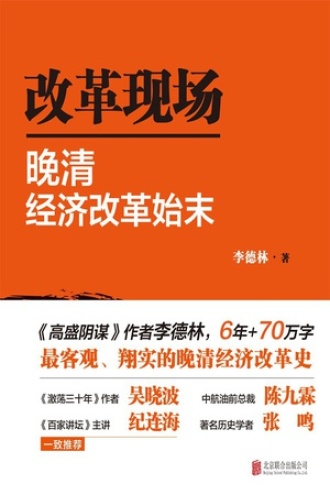 改革现场
晚清
经济改革始末
李德林·著
《高盛阴谋》作者李德林，6年+70万字
最客观、翔实的晚清经济改革史
《激荡三十年》作者 吴晓波 中航油前总裁 陈九霖
《百家讲坛》主讲 纪连海 著名历史学者 张 鸣
一致推荐
北京联合出版公司